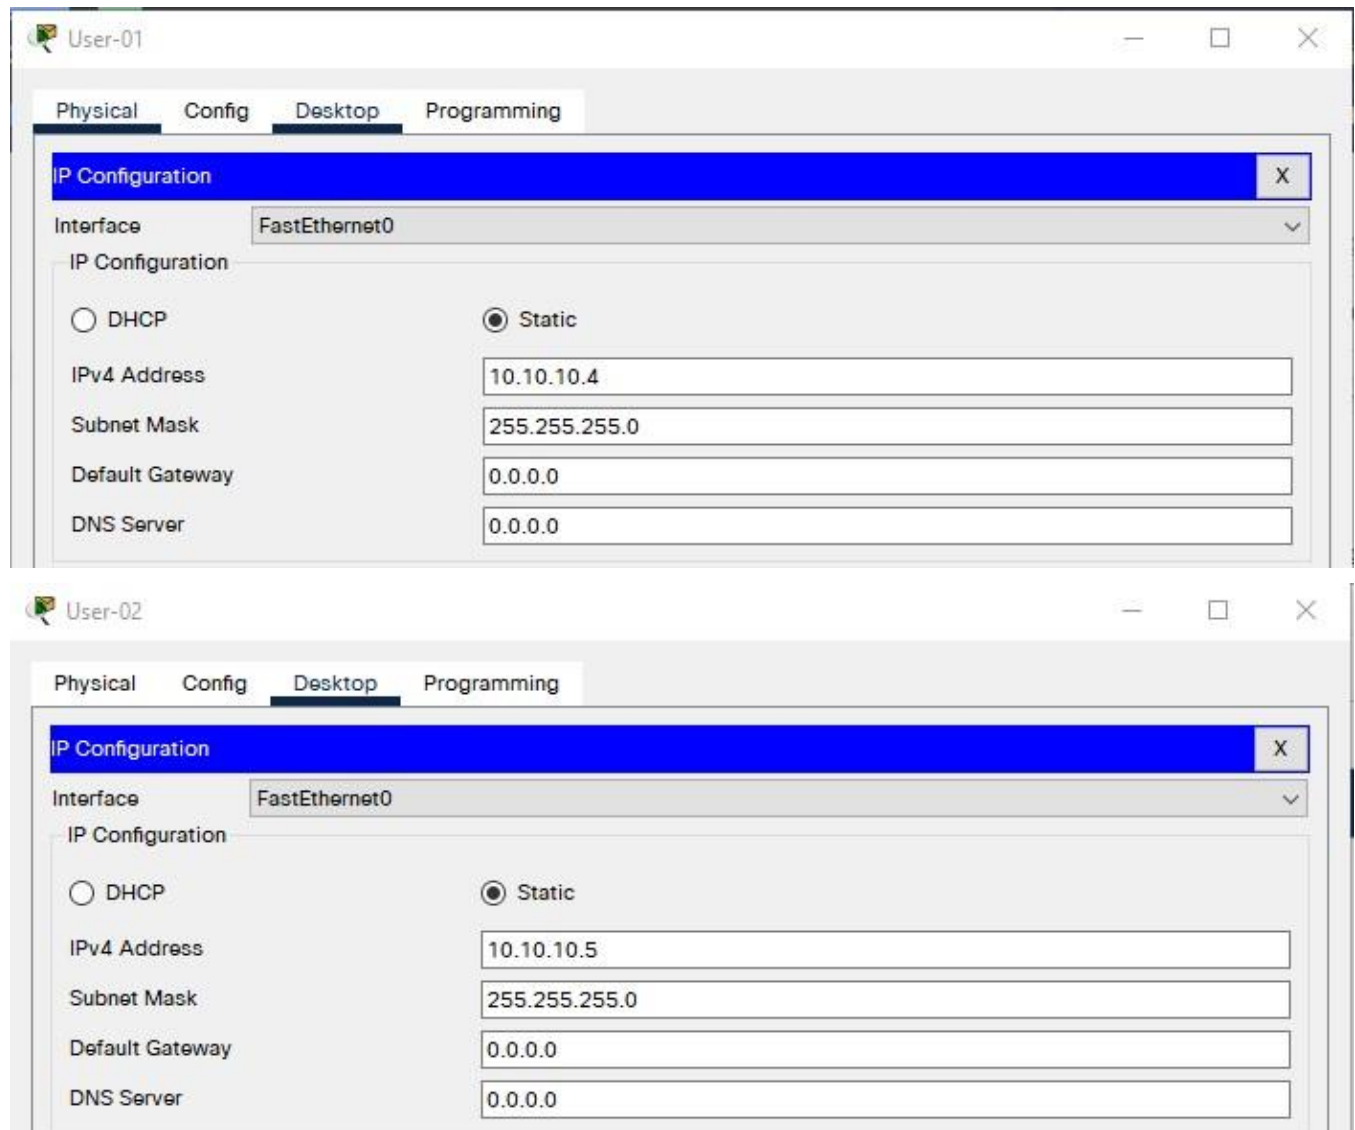 User-01
Physical Config Desktop Programming
IP Configuration X
Interface FastEthernet0
IP Configuration
DHCP Static
IPv4 Address 10.10.10.4
Subnet Mask 255.255.255.0
Default Gateway 0.0.0.0
DNS Server 0.0.0.0
User-02
Physical Config Desktop Programming
IP Configuration X
Interface FastEthernet0
IP Configuration
DHCP Static
IPv4 Address 10.10.10.5
Subnet Mask 255.255.255.0
Default Gateway 0.0.0.0
DNS Server 0.0.0.0